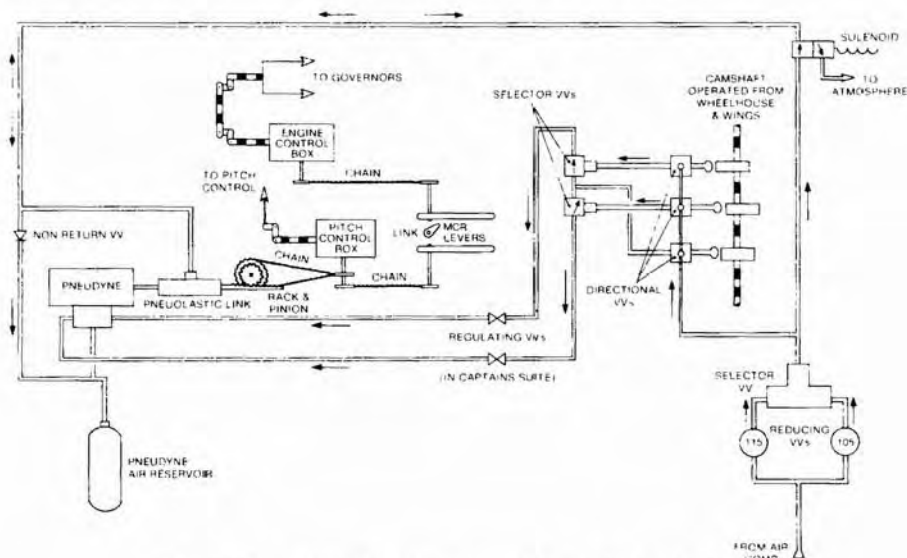 SULENOID
TO
ATMOSPHERE
CAMSHAFT
OPERATED FROM
WHEELHOUSE
& WINGS
TO GOVERNORS
SELECTOR VVs
ENGINE
CONTROL
BOX
CHAIN
TO PITCH
CONTROL
PITCH
CONTROL
BOX
LINK
MCR
LEVERS
NON RETURN VV
CHAIN
CHAIN
PNEUDYNE
PNEUOLASTIC LINK
RACK &
PINION
DIRECTIONAL
VVs
REGULATING VVs
(IN CAPTAINS SUITE)
SELECTOR
VV
REDUCING
VVs
115
105
PNEUDYNE
AIR RESERVOIR
FROM AIR